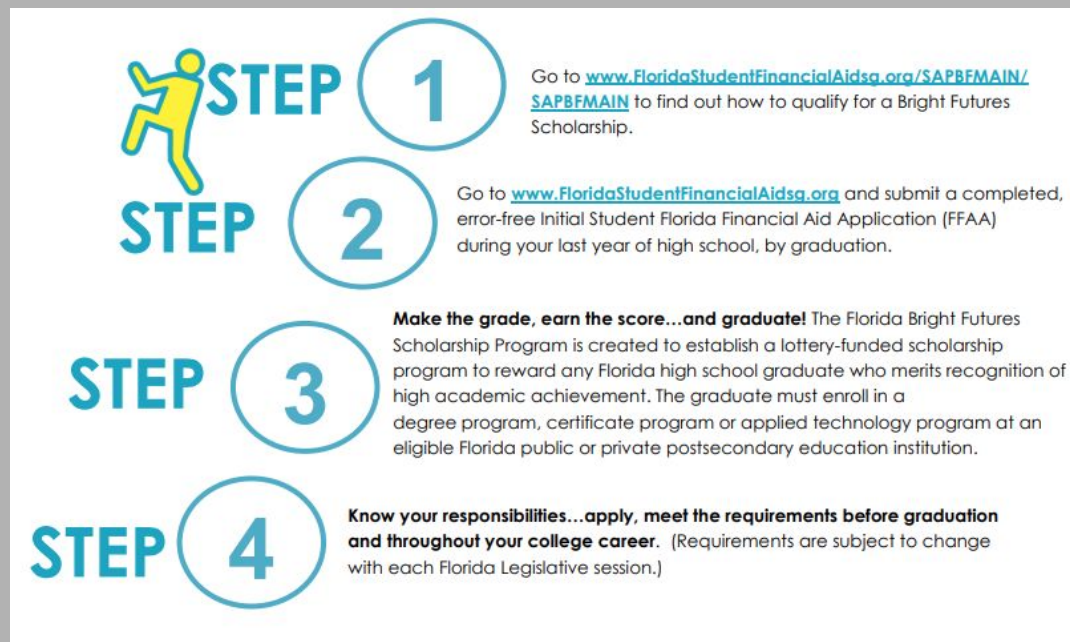 STEP 1
Go to www.FloridaStudentFinancialAidsg.org/SAPBFMAIN/
SAPBFMAIN to find out how to qualify for a Bright Futures
Scholarship.
STEP 2
Go to www.FloridaStudentFinancialAidsg.org and submit a completed,
error-free Initial Student Florida Financial Aid Application (FFAA)
during your last year of high school, by graduation.
STEP 3
Make the grade, earn the score...and graduate! The Florida Bright Futures
Scholarship Program is created to establish a lottery-funded scholarship
program to reward any Florida high school graduate who merits recognition of
high academic achievement. The graduate must enroll in a
degree program, certificate program or applied technology program at an
eligible Florida public or private postsecondary education institution.
STEP 4
Know your responsibilities...apply, meet the requirements before graduation
and throughout your college career. (Requirements are subject to change
with each Florida Legislative session.)